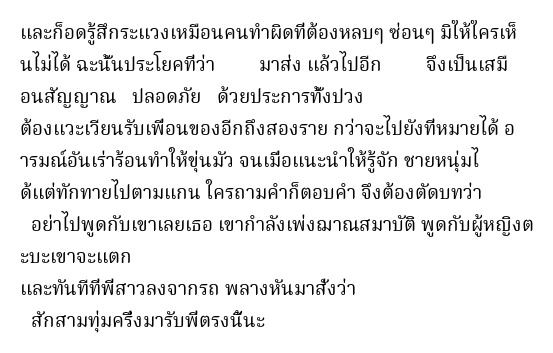 และก็อดรู้สึกระแวงเหมือนคนทำผิดที่ต้องหลบๆ ซ่อนๆ มิให้ใครเห็
นไม่ได้ ฉะนั้นประโยคที่ว่า มาส่ง แล้วไปอีก จึงเป็นเสมื
อนสัญญาณ ปลอดภัย ด้วยประการทั้งปวง
ต้องแวะเวียนรับเพื่อนของอีกถึงสองราย กว่าจะไปยังที่หมายได้ อ
ารมณ์อันเร่าร้อนทำให้ขุ่นมัว จนเมื่อแนะนำให้รู้จัก ชายหนุ่มไ
ด้แต่ทักทายไปตามแกน ใครถามคำก็ตอบคำ จึงต้องตัดบทว่า
อย่าไปพูดกับเขาเลยเธอ เขากำลังเพ่งฌาณสมาบัติ พูดกับผู้หญิงต
ะบะเขาจะแตก
และทันทีที่พี่สาวลงจากรถ พลางหันมาสั่งว่า
สักสามทุ่มครึ่งมารับพี่ตรงนี้นะ